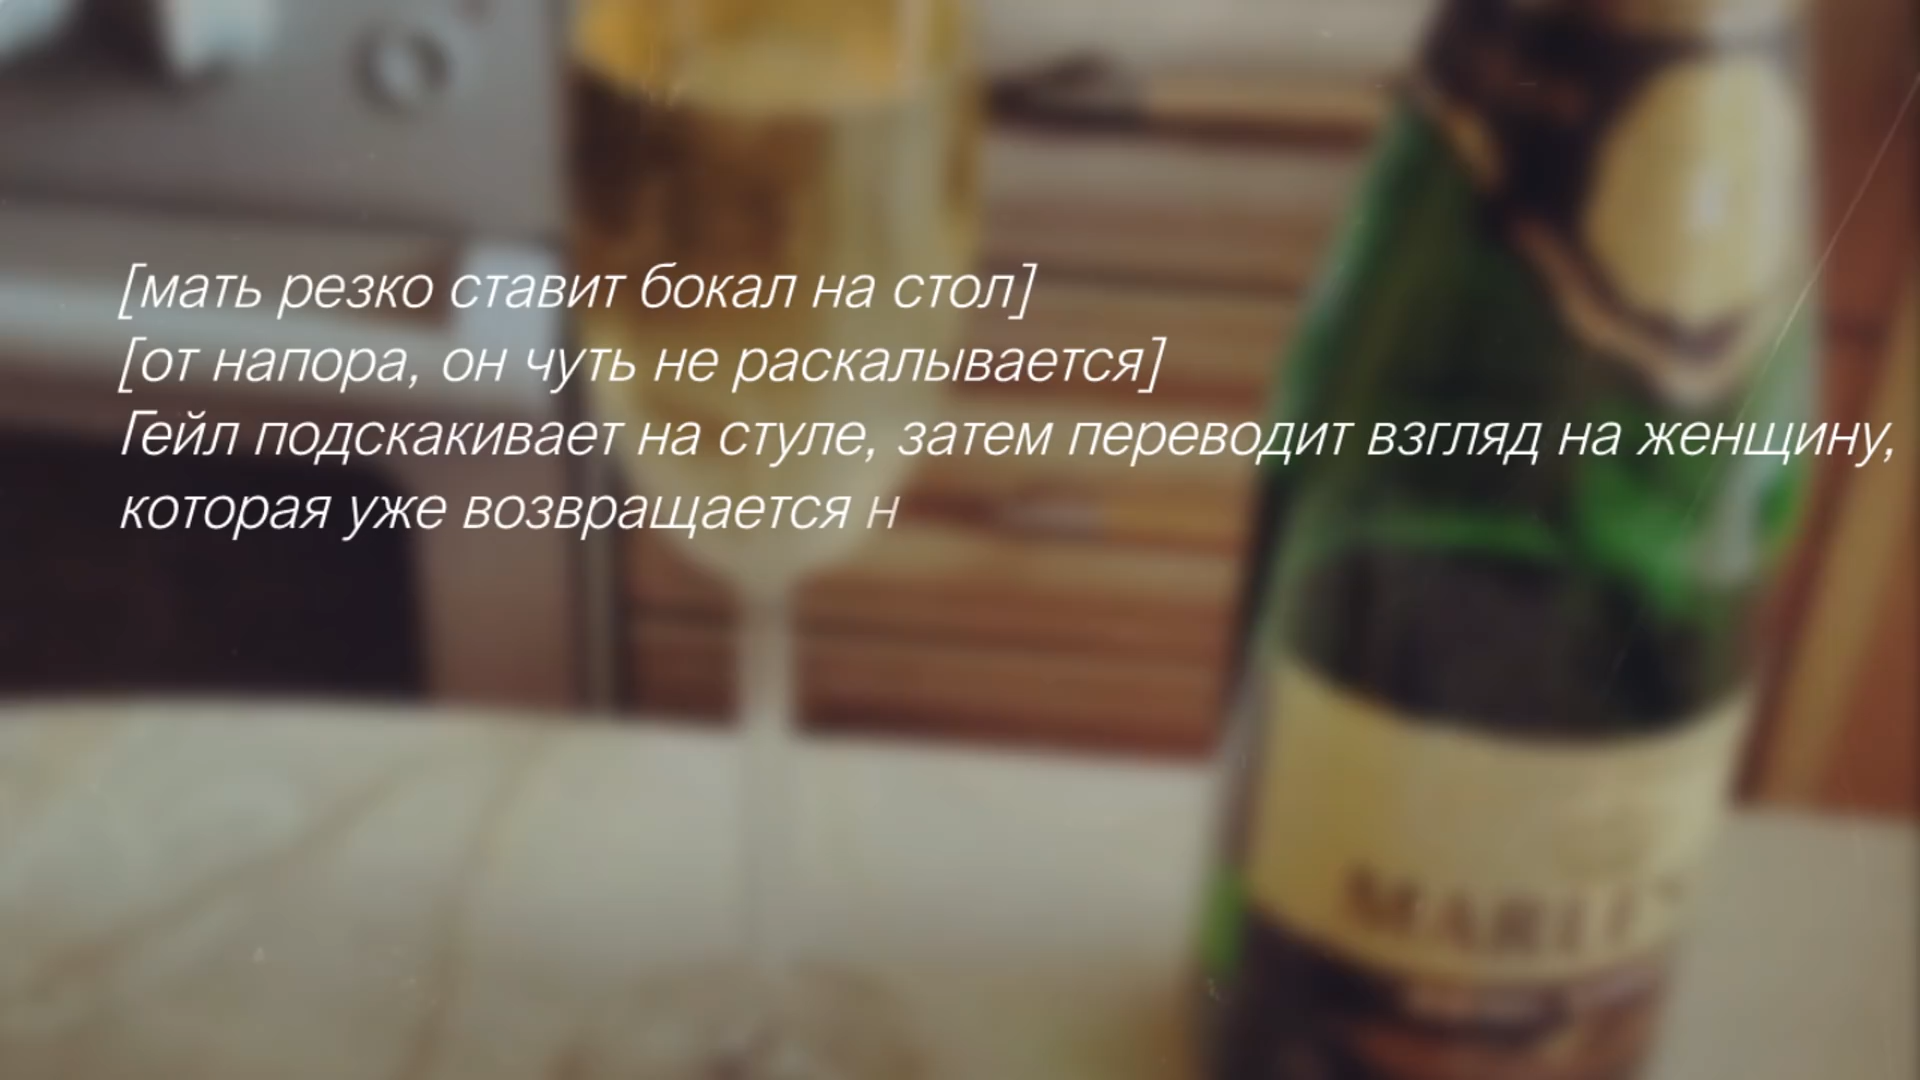 [мать резко ставит бокал на стол]
[от напора, он чуть не раскалывается]
Гейл подскакивает на стуле, затем переводит взгляд на женщину,
которая уже возвращается н